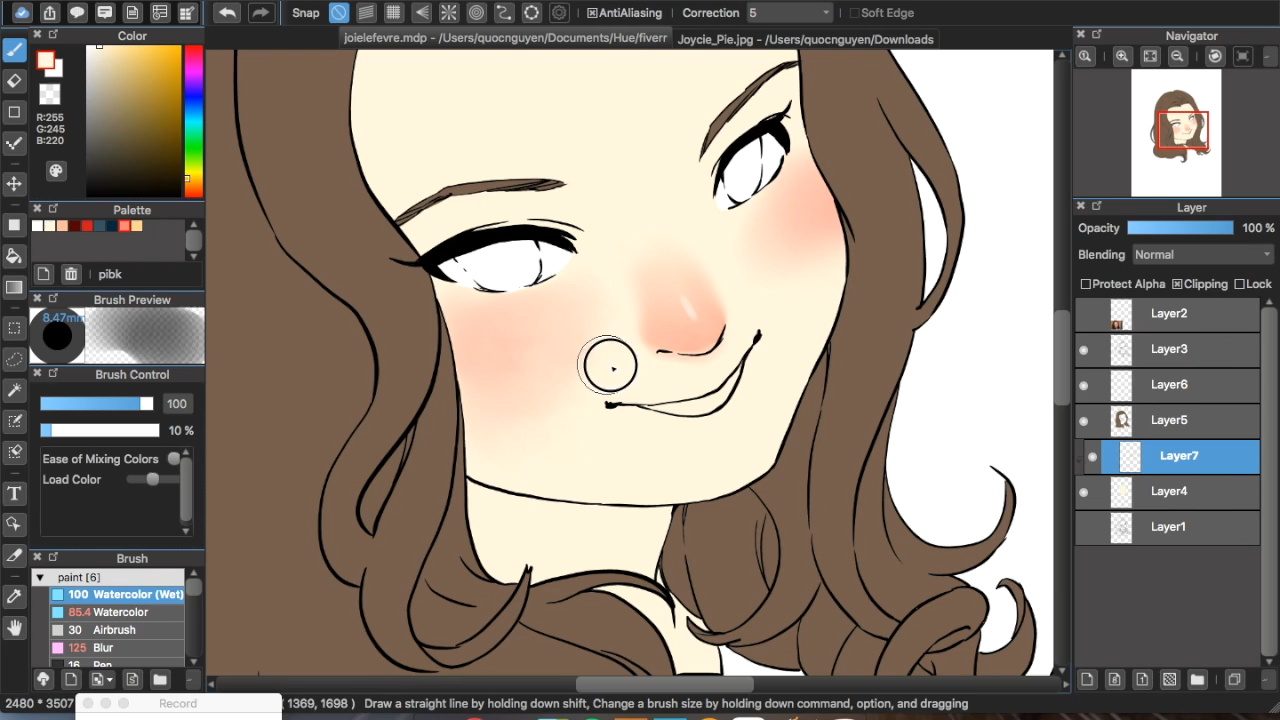 Snap
AntiAliasing
Correction 5
Soft Edge
Color
joielefevre.mdp - /Users/quocnguyen/Documents/Hue/fiverr
Joycie_Pie.jpg - /Users/quocnguyen/Downloads
Navigator
R:255
G:245
B:220
Palette
pibk
Brush Preview
8.47mm
Brush Control
100
10 %
Ease of Mixing Colors
Load Color
Brush
paint [6]
100 Watercolor (Wet)
85.4 Watercolor
30 Airbrush
125 Blur
16 Pen
Layer
Opacity 100 %
Blending Normal
Protect Alpha Clipping Lock
Layer2
Layer3
Layer6
Layer5
Layer7
Layer4
Layer1
2480 * 3507
Record
( 1369, 1698 ) Draw a straight line by holding down shift, Change a brush size by holding down command, option, and dragging